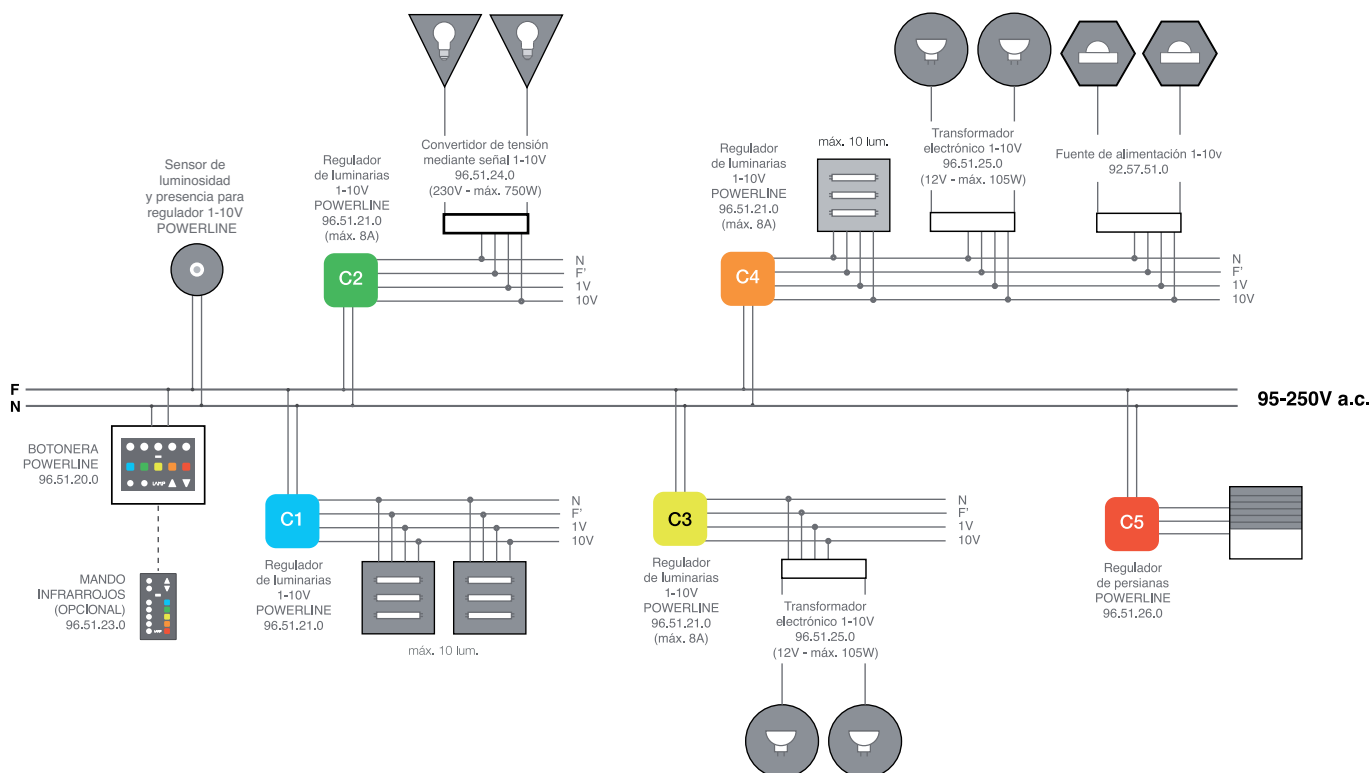 Sensor de
luminosidad
y presencia para
regulador 1-10V
POWERLINE
Regulador
de luminarias
1-10V
POWERLINE
96.51.21.0
(máx. 8A)
Convertidor de tensión
mediante señal 1-10V
96.51.24.0
(230V - máx. 750W)
C2
N
F'
1V
10V
Regulador
de luminarias
1-10V
POWERLINE
96.51.21.0
(máx. 8A)
máx. 10 lum.
Transformador
electrónico 1-10V
96.51.25.0
(12V - máx. 105W)
Fuente de alimentación 1-10v
92.57.51.0
C4
N
F'
1V
10V
F
N
95-250V a.c.
BOTONERA
POWERLINE
96.51.20.0
LAMP
MANDO
INFRARROJOS
(OPCIONAL)
96.51.23.0
LAMP
C1
N
F'
1V
10V
Regulador
de luminarias
1-10V
POWERLINE
96.51.21.0
máx. 10 lum.
C3
N
F'
1V
10V
Regulador
de luminarias
1-10V
POWERLINE
96.51.21.0
(máx. 8A)
Transformador
electrónico 1-10V
96.51.25.0
(12V - máx. 105W)
C5
Regulador
de persianas
POWERLINE
96.51.26.0